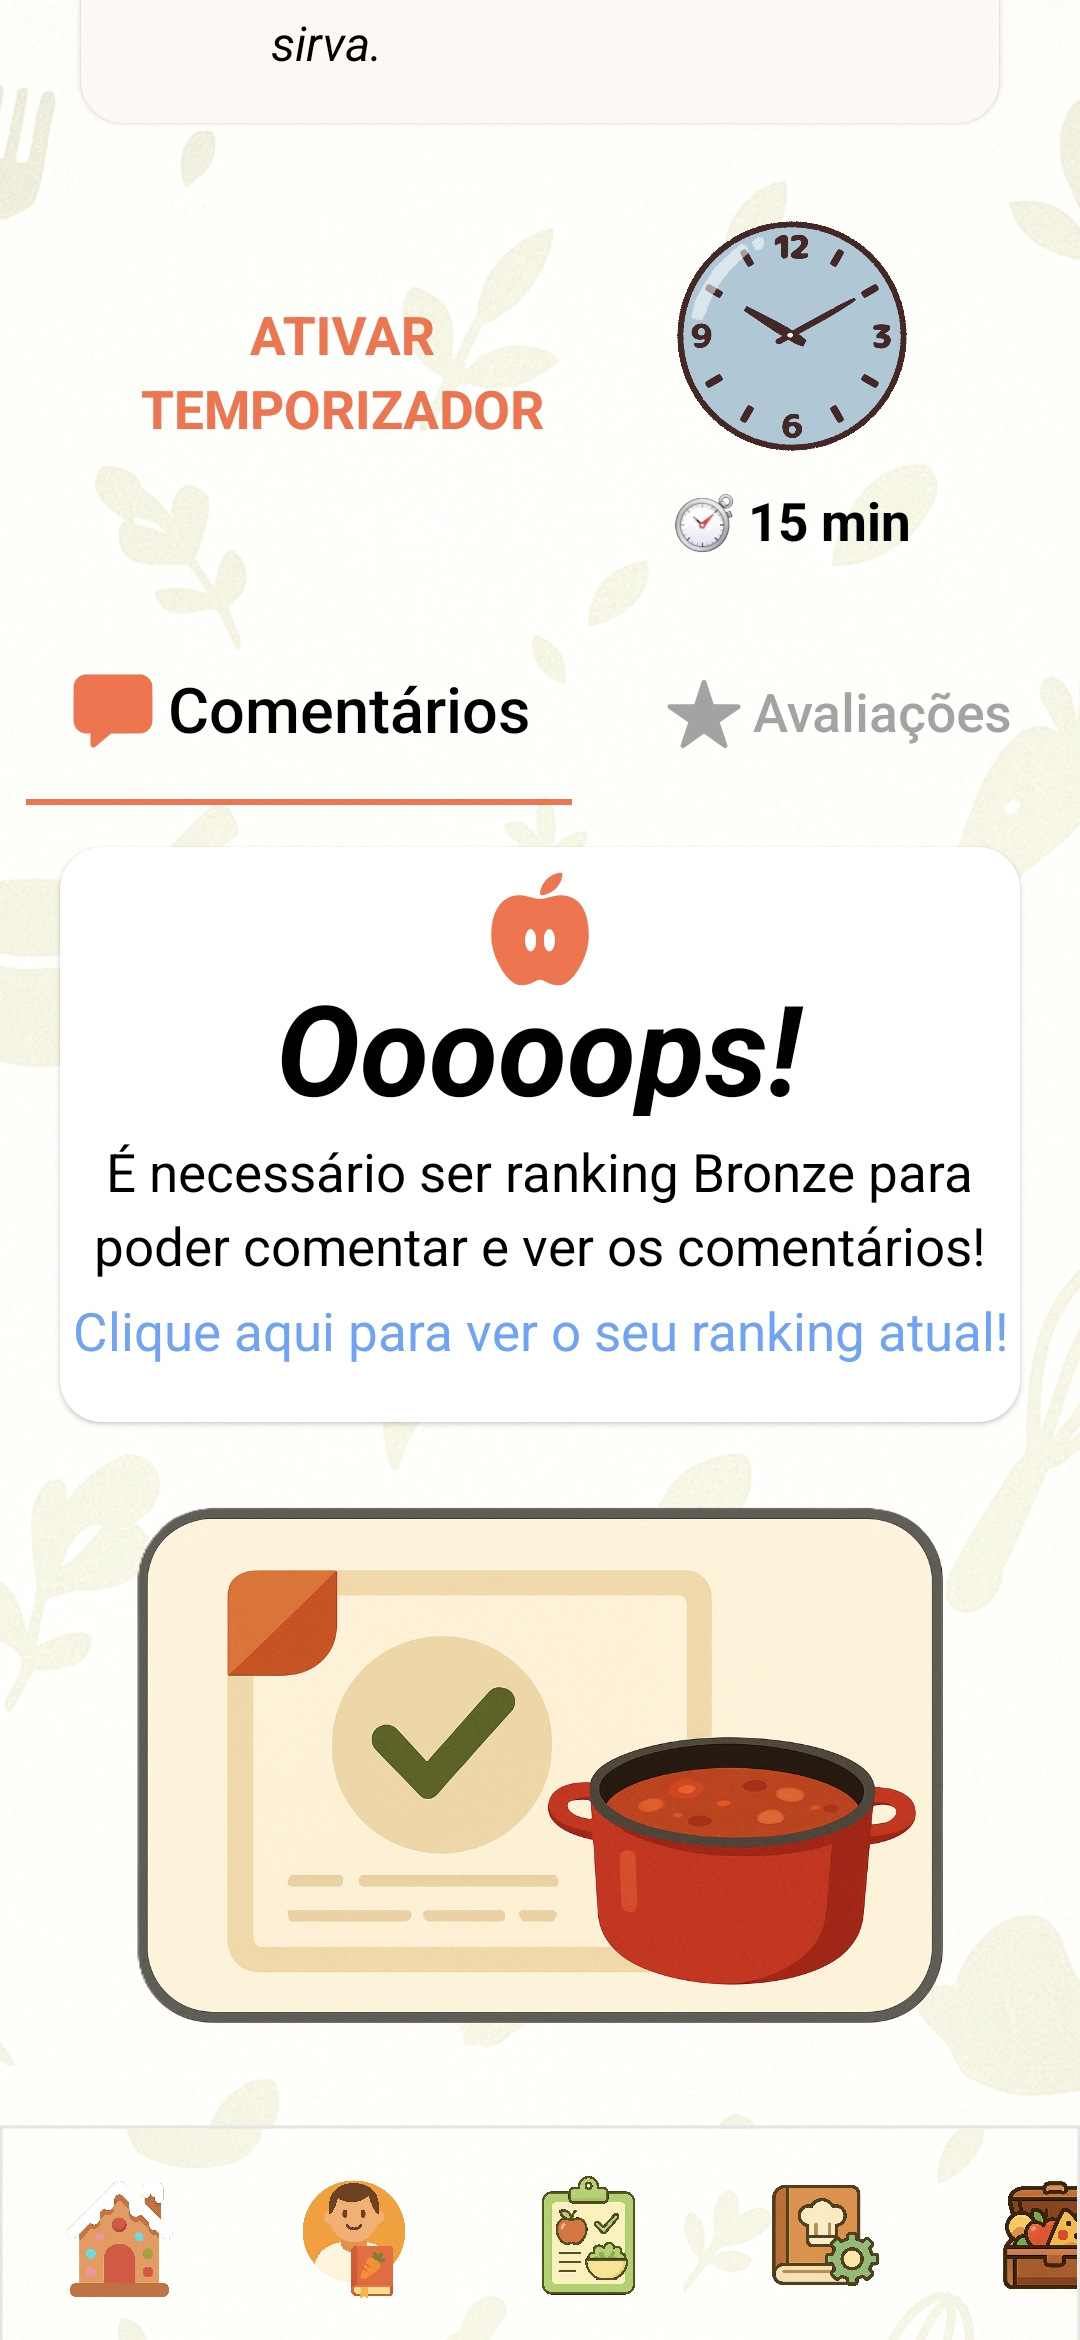 sirva.
ATIVAR
TEMPORIZADOR
12
9
3
6
15 min
Comentários
Avaliações
Ooooops!
É necessário ser ranking Bronze para
poder comentar e ver os comentários!
Clique aqui para ver o seu ranking atual!